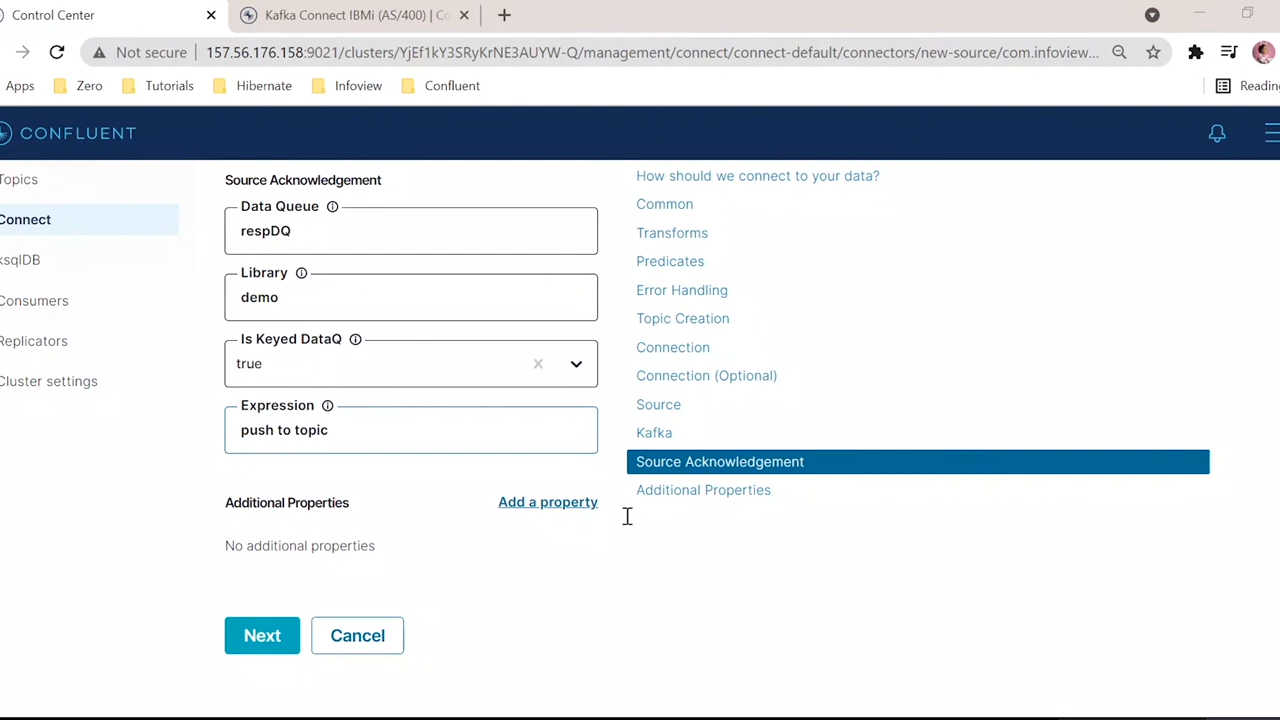 Control Center
Kafka Connect IBMi (AS/400) | Co
Not secure
157.56.176.158:9021/clusters/YjEf1kY3SRyKrNE3AUYW-Q/management/connect/connect-default/connectors/new-source/com.infoview...
Apps
Zero
Tutorials
Hibernate
Infoview
Confluent
Reading
CONFLUENT
Topics
Connect
ksqlDB
Consumers
Replicators
Cluster settings
Source Acknowledgement
Data Queue
respDQ
Library
demo
Is Keyed DataQ
true
Expression
push to topic
Additional Properties
Add a property
No additional properties
Next
Cancel
How should we connect to your data?
Common
Transforms
Predicates
Error Handling
Topic Creation
Connection
Connection (Optional)
Source
Kafka
Source Acknowledgement
Additional Properties